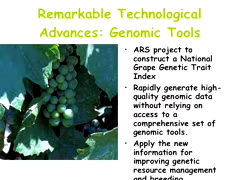 Remarkable Technological
Advances: Genomic Tools
• ARS project to
construct a National
Grape Genetic Trait
Index
• Rapidly generate high-
quality genomic data
without relying on
access to a
comprehensive set of
genomic tools.
• Apply the new
information for
improving genetic
resource management
and breeding